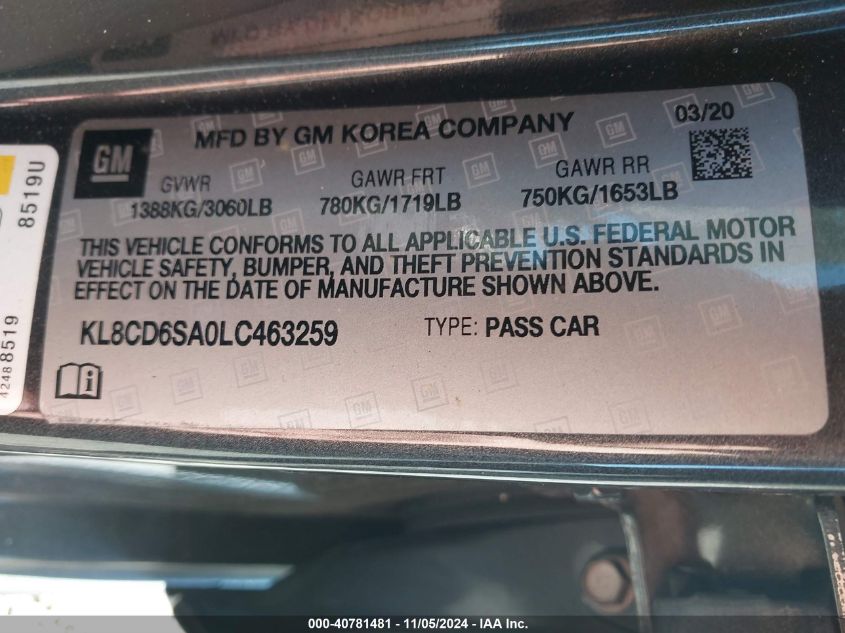 MFD BY GM KOREA COMPANY
03/20
GM
GVWR
1388KG/3060LB
GAWR FRT
780KG/1719LB
GAWR RR
750KG/1653LB
THIS VEHICLE CONFORMS TO ALL APPLICABLE U.S. FEDERAL MOTOR
VEHICLE SAFETY, BUMPER, AND THEFT PREVENTION STANDARDS IN
EFFECT ON THE DATE OF MANUFACTURE SHOWN ABOVE.
KL8CD6SA0LC463259
TYPE: PASS CAR
8519U
42488519
000-40781481 - 11/05/2024 - IAA Inc.